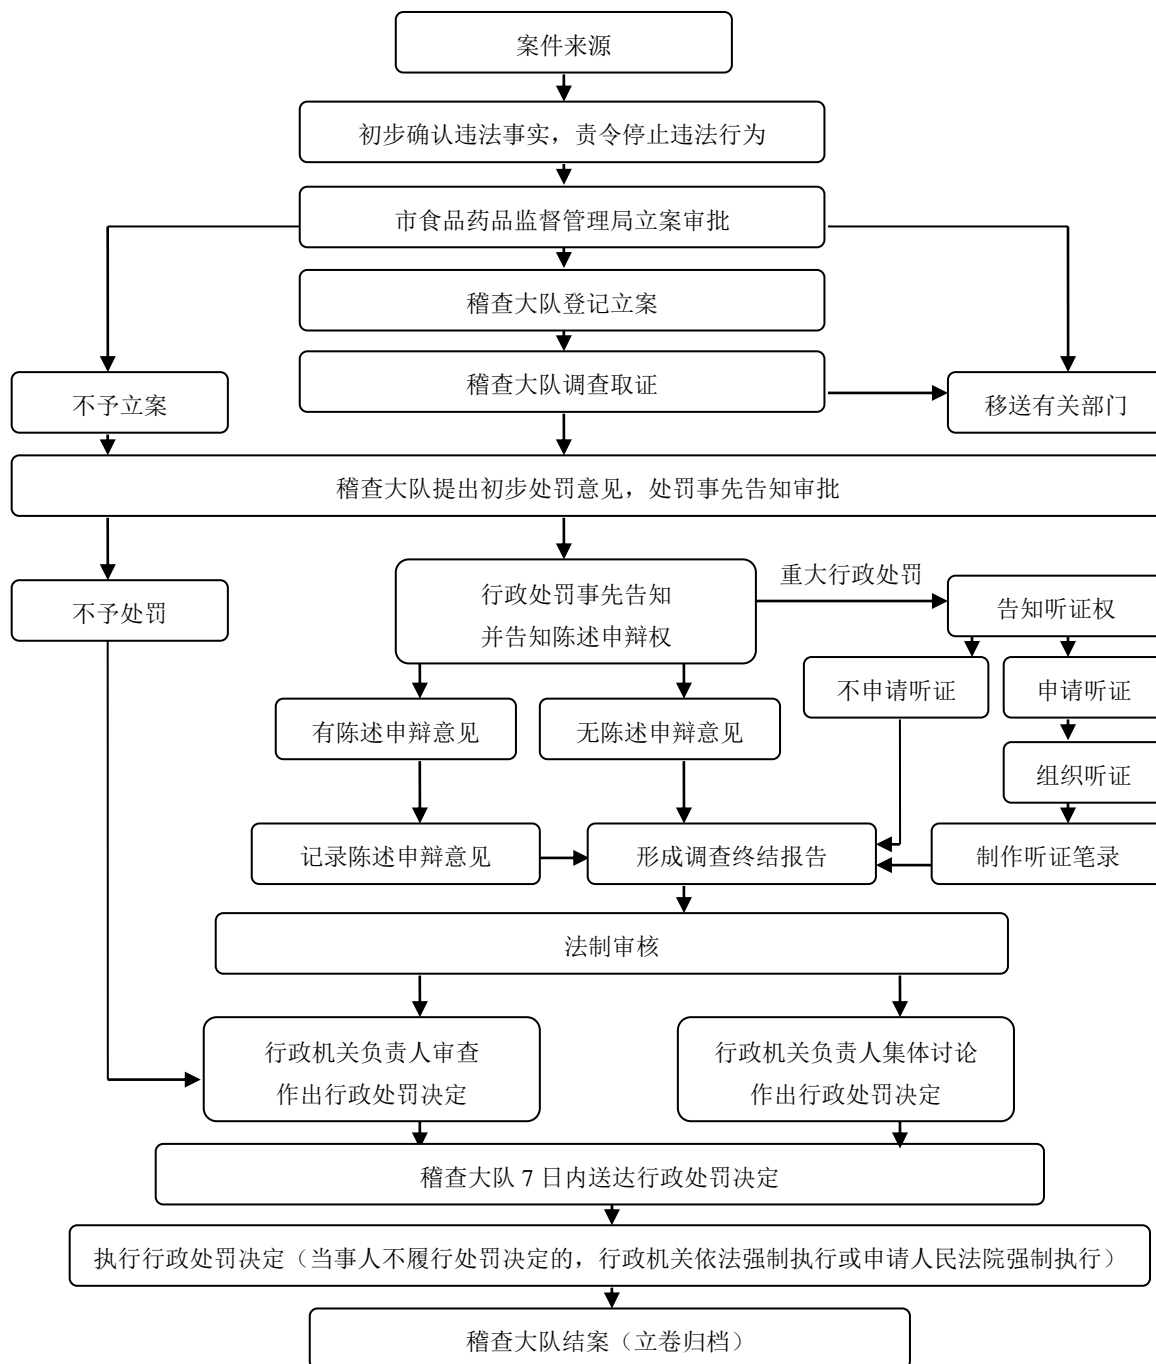 案件来源
初步确认违法事实，责令停止违法行为
市食品药品监督管理局立案审批
稽查大队登记立案
稽查大队调查取证
不予立案
移送有关部门
稽查大队提出初步处罚意见，处罚事先告知审批
行政处罚事先告知
并告知陈述申辩权
重大行政处罚
告知听证权
不予处罚
不申请听证
申请听证
有陈述申辩意见
无陈述申辩意见
组织听证
记录陈述申辩意见
形成调查终结报告
制作听证笔录
法制审核
行政机关负责人审查
作出行政处罚决定
行政机关负责人集体讨论
作出行政处罚决定
稽查大队 7 日内送达行政处罚决定
执行行政处罚决定（当事人不履行处罚决定的，行政机关依法强制执行或申请人民法院强制执行）
稽查大队结案（立卷归档）